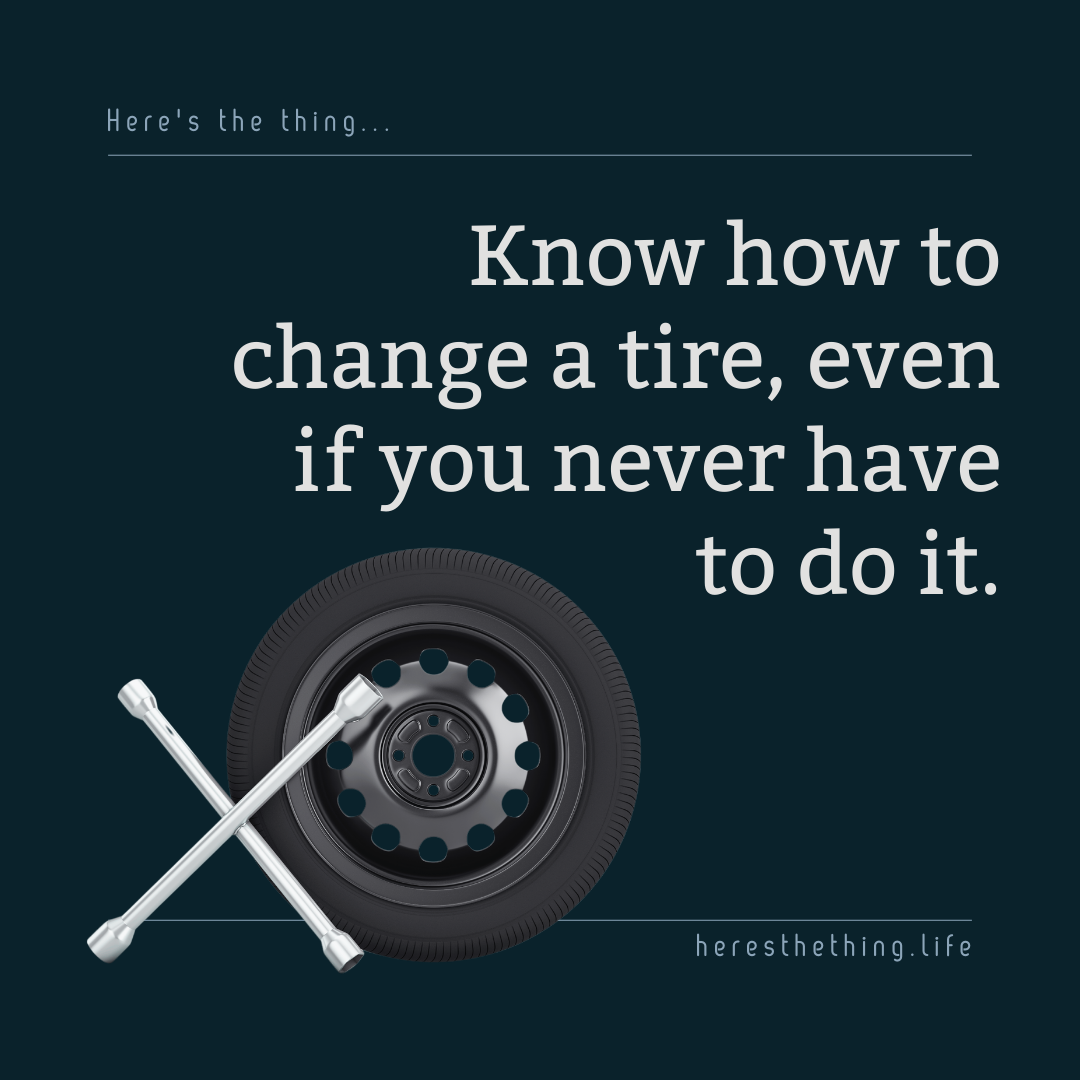 Here's the thing...
Know how to
change a tire, even
if you never have
to do it.
heresthething.life